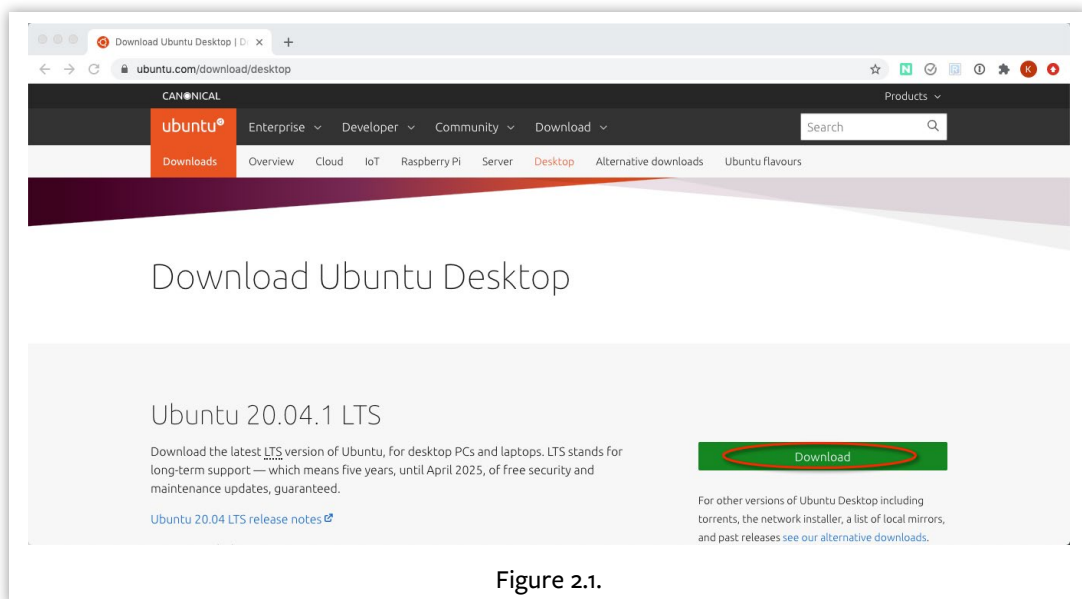 Download Ubuntu Desktop | D
ubuntu.com/download/desktop
CANONICAL
Products
ubuntu
Enterprise
Developer
Community
Download
Search
Downloads
Overview
Cloud
IoT
Raspberry Pi
Server
Desktop
Alternative downloads
Ubuntu flavours
Download Ubuntu Desktop
Ubuntu 20.04.1 LTS
Download the latest LTS version of Ubuntu, for desktop PCs and laptops. LTS stands for
long-term support — which means five years, until April 2025, of free security and
maintenance updates, guaranteed.
Ubuntu 20.04 LTS release notes
Download
For other versions of Ubuntu Desktop including
torrents, the network installer, a list of local mirrors,
and past releases see our alternative downloads.
Figure 2.1.